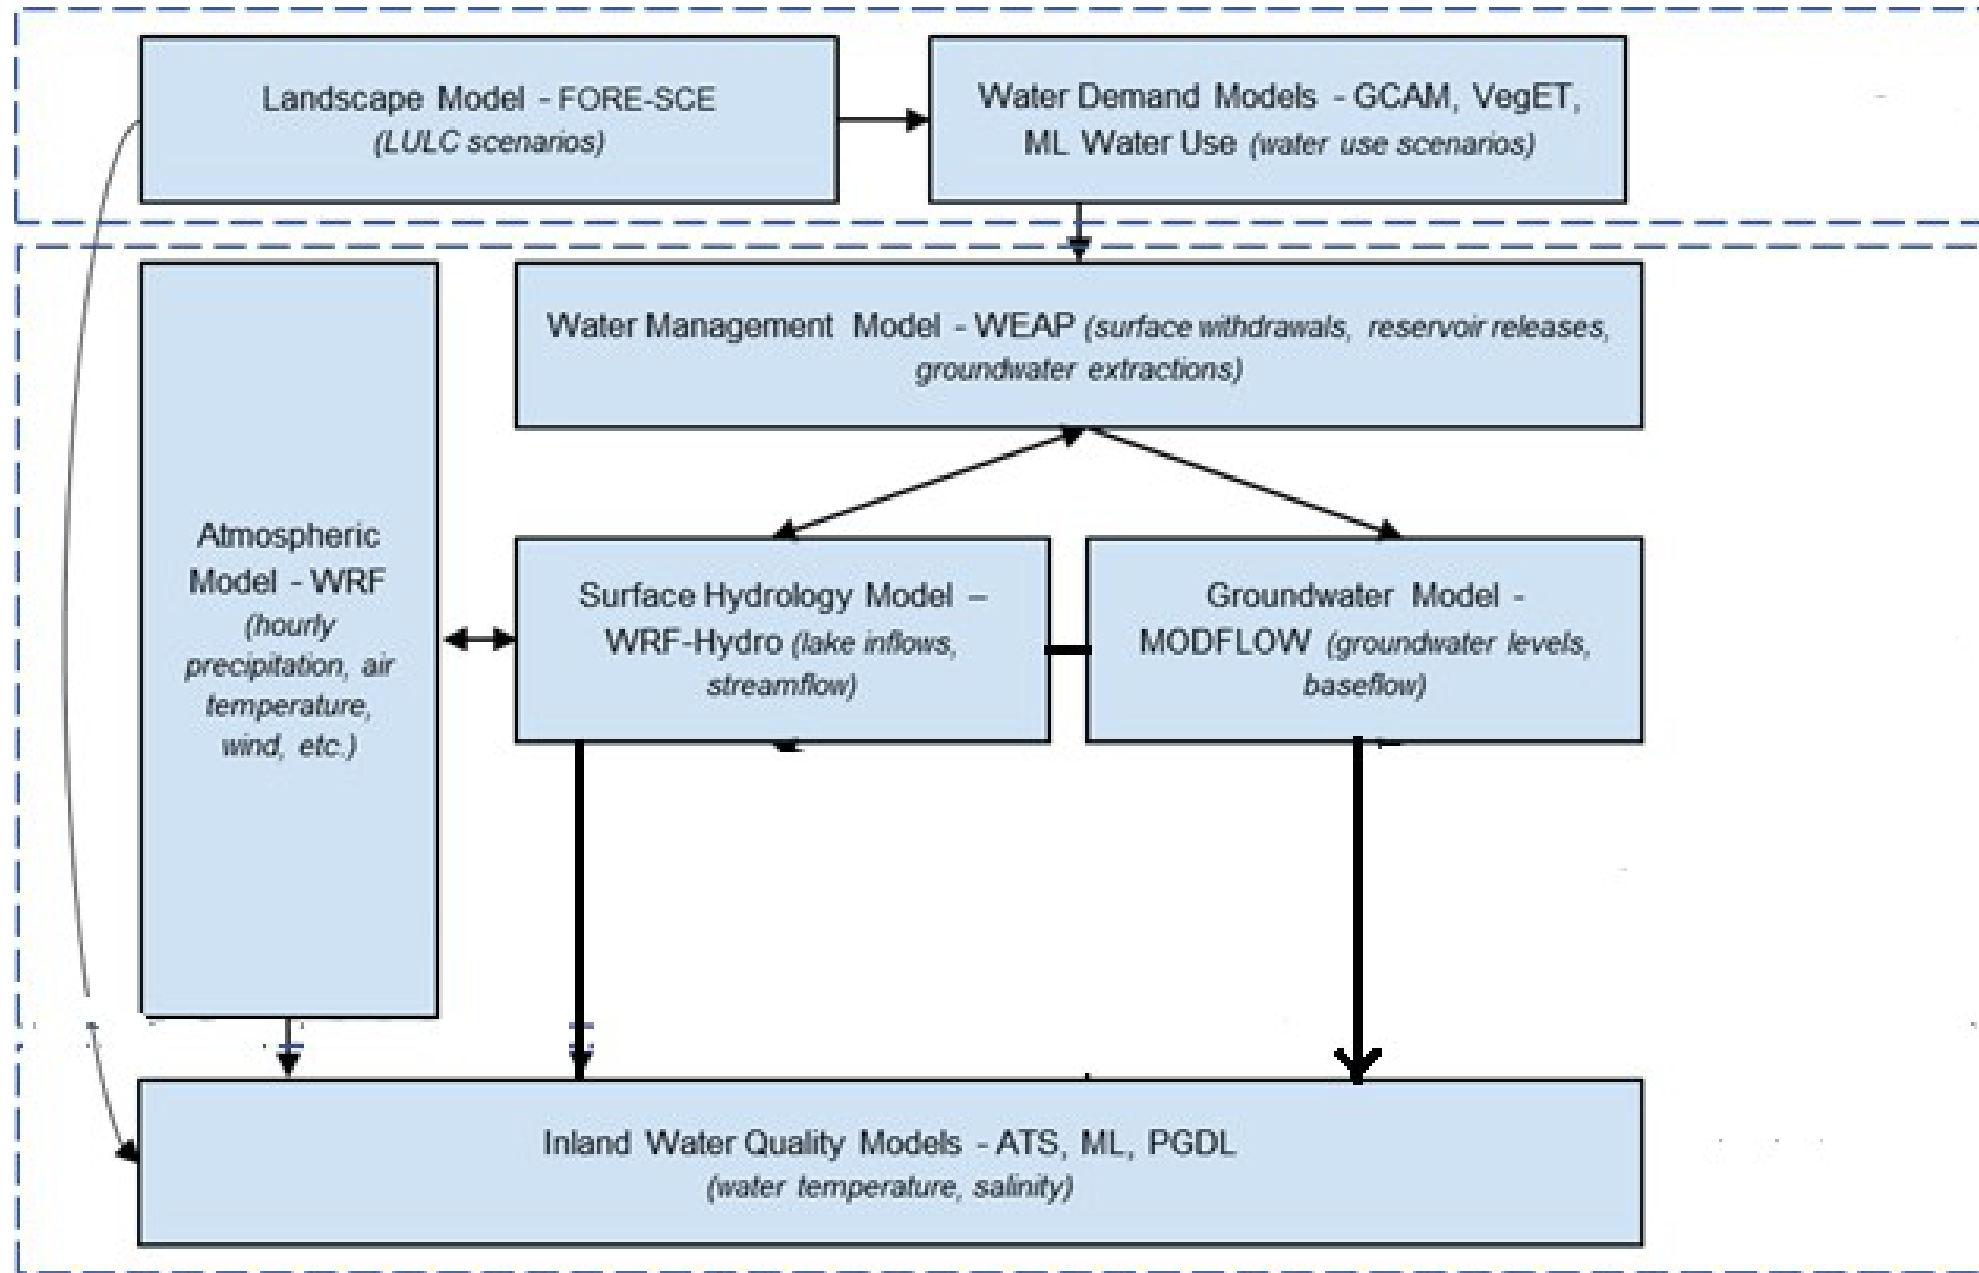 Landscape Model - FORE-SCE
(LULC scenarios)
Water Demand Models - GCAM, VegET,
ML Water Use (water use scenarios)
Water Management Model - WEAP (surface withdrawals, reservoir releases,
groundwater extractions)
Atmospheric
Model - WRF
(hourly
precipitation, air
temperature,
wind, etc.)
Surface Hydrology Model –
WRF-Hydro (lake inflows,
streamflow)
Groundwater Model -
MODFLOW (groundwater levels,
baseflow)
Inland Water Quality Models - ATS, ML, PGDL
(water temperature, salinity)